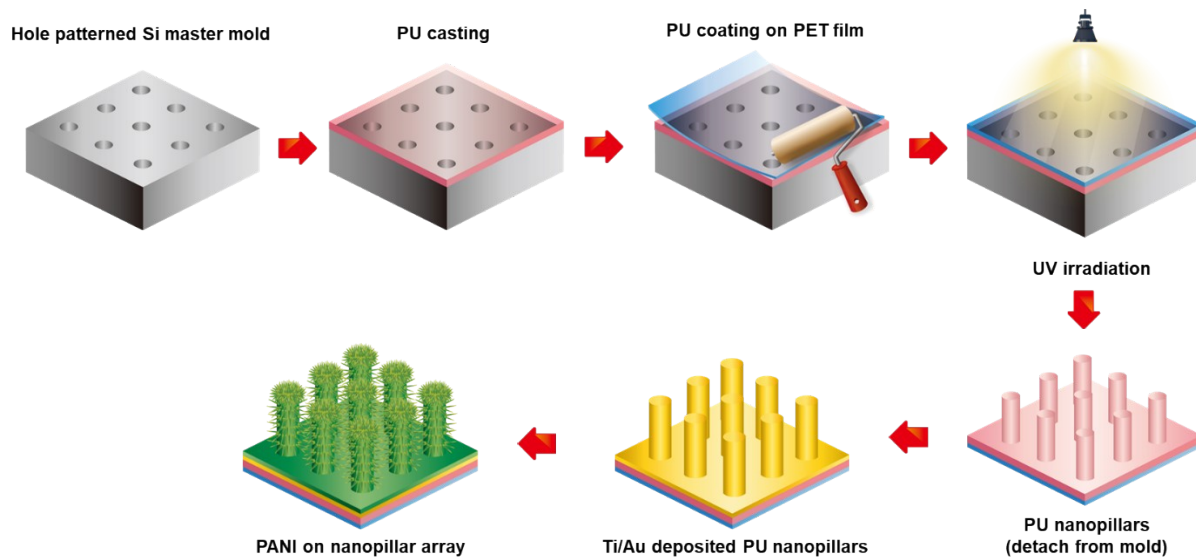 Hole patterned Si master mold
PU casting
PU coating on PET film
UV irradiation
PANI on nanopillar array
Ti/Au deposited PU nanopillars
PU nanopillars
(detach from mold)